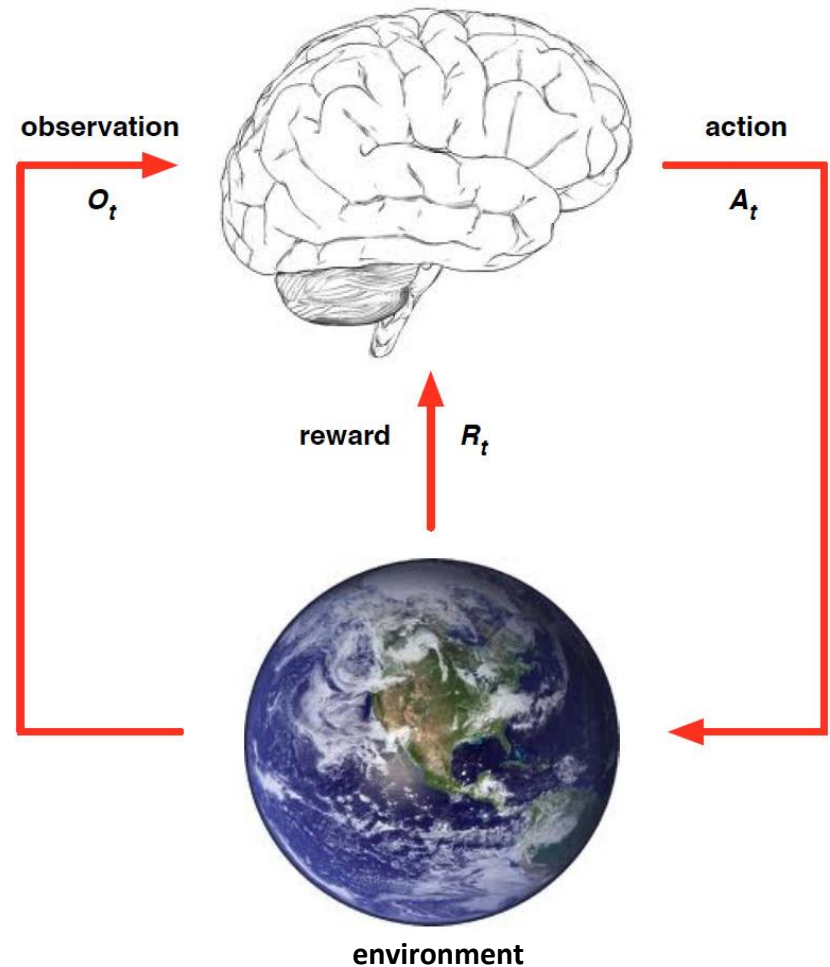 observation
action
O_t
A_t
reward
R_t
environment